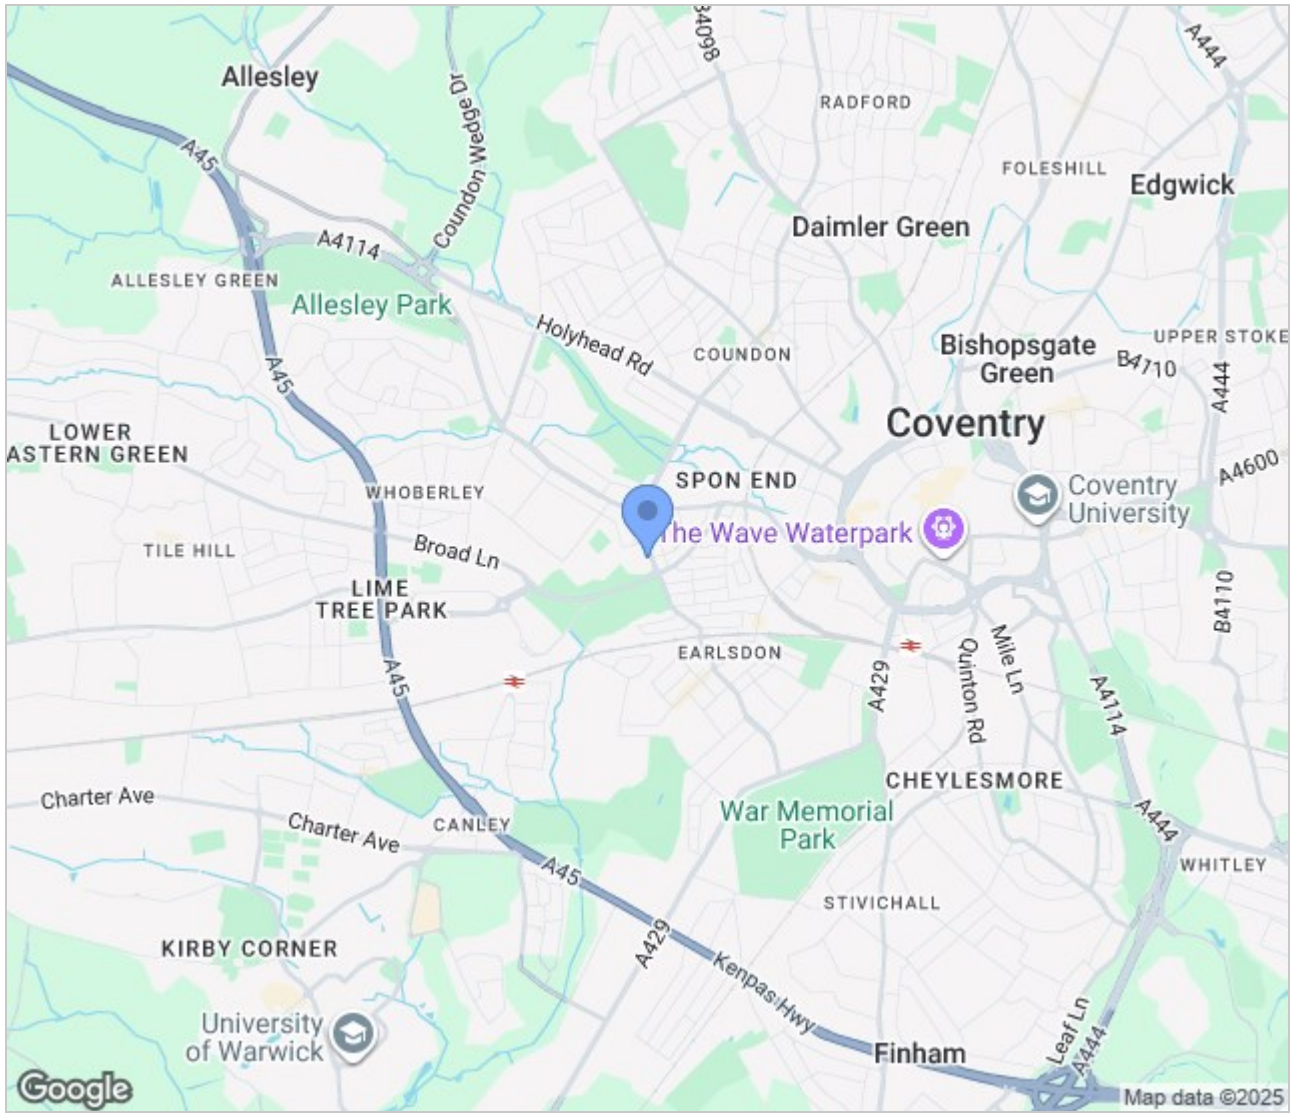 B4098
A444
Allesley
RADFORD
Coundon Wedge Dr
A45
FOLESHILL
Edgwick
Daimler Green
A4114
ALLESLEY GREEN
Allesley Park
Holyhead Rd
COUNDON
Bishopsgate
Green
UPPER STOKE
B4110
A444
A45
Coventry
LOWER
ASTERN GREEN
A4600
SPON END
WHOBERLEY
Coventry
University
The Wave Waterpark
TILE HILL
Broad Ln
LIME
TREE PARK
B4110
EARLSDON
Mile Ln
Quinton Rd
A429
A45
A4114
CHEYLESMORE
Charter Ave
War Memorial
Park
Charter Ave
CANLEY
A444
A45
WHITLEY
STIVICHALL
A429
KIRBY CORNER
Kenpas Hwy
University
of Warwick
Leaf Ln
A444
Finham
Google
Map data ©2025